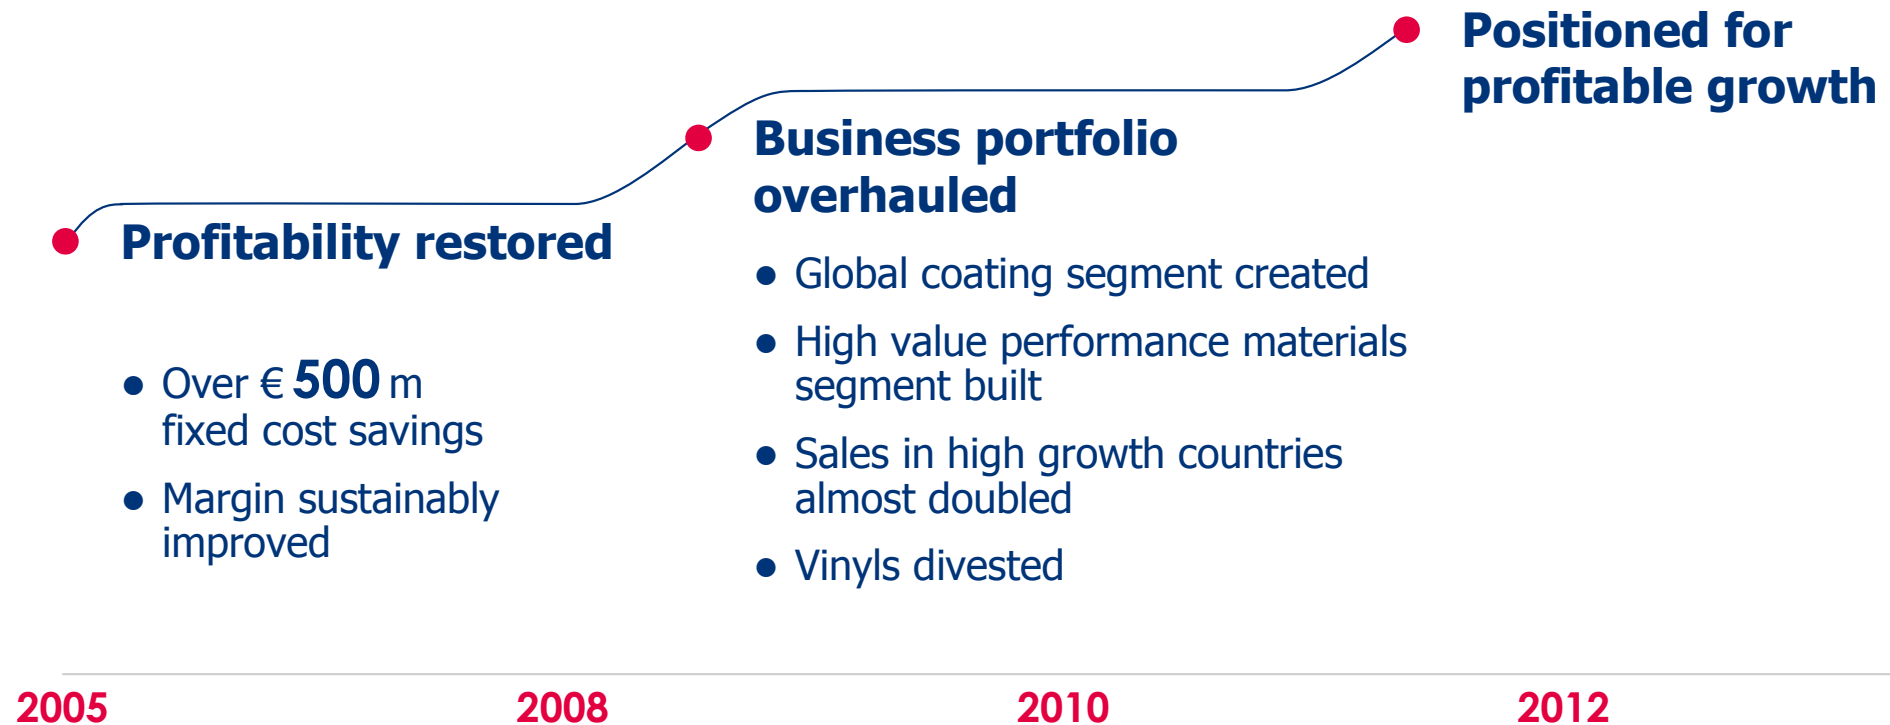 Positioned for
profitable growth
Business portfolio
overhauled
Profitability restored
● Global coating segment created
● High value performance materials
segment built
● Sales in high growth countries
almost doubled
● Vinyls divested
● Over € 500 m
fixed cost savings
● Margin sustainably
improved
2005 2008 2010 2012